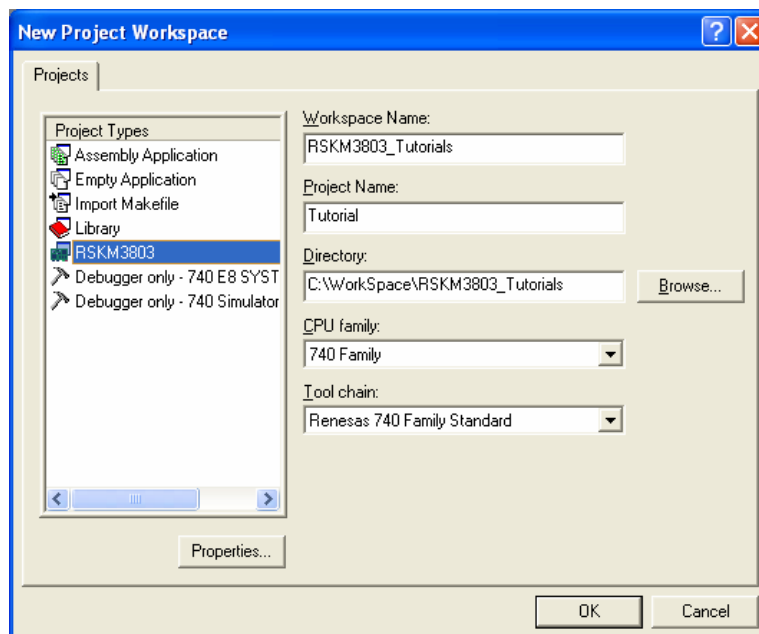 New Project Workspace
Projects
Project Types
Assembly Application
Empty Application
Import Makefile
Library
RSKM3803
Debugger only - 740 E8 SYST
Debugger only - 740 Simulator
Properties...
Workspace Name:
RSKM3803_Tutorials
Project Name:
Tutorial
Directory:
C:\WorkSpace\RSKM3803_Tutorials
Browse...
CPU family:
740 Family
Tool chain:
Renesas 740 Family Standard
OK
Cancel